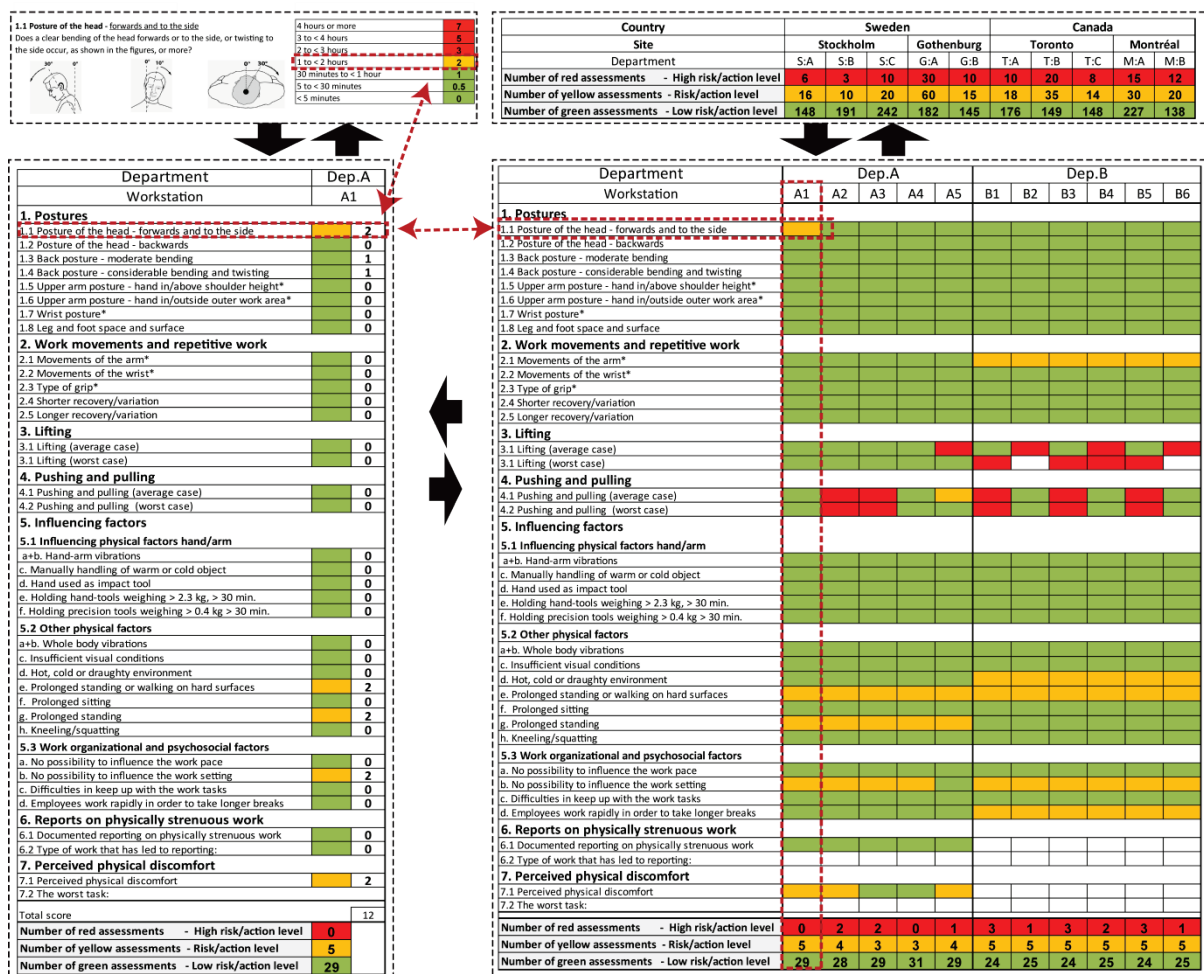 1.1 Posture of the head - forwards and to the side
Does a clear bending of the head forwards or to the side, or twisting to
the side occur, as shown in the figures, or more?
30° 0° 10° 0° 30°
4 hours or more 7
3 to < 4 hours 5
2 to < 3 hours 3
1 to < 2 hours 2
30 minutes to < 1 hour 1
5 to < 30 minutes 0.5
< 5 minutes 0
Country Sweden Canada
Site Stockholm Gothenburg Toronto Montréal
Department S:A S:B S:C G:A G:B T:A T:B T:C M:A M:B
Number of red assessments - High risk/action level 6 3 10 30 10 10 20 8 15 12
Number of yellow assessments - Risk/action level 16 10 20 60 15 18 35 14 30 20
Number of green assessments - Low risk/action level 148 191 242 182 145 176 149 148 227 138
Department Dep.A
Workstation A1
1. Postures
1.1 Posture of the head - forwards and to the side 2
1.2 Posture of the head - backwards 0
1.3 Back posture - moderate bending 1
1.4 Back posture - considerable bending and twisting 1
1.5 Upper arm posture - hand in/above shoulder height* 0
1.6 Upper arm posture - hand in/outside outer work area* 0
1.7 Wrist posture* 0
1.8 Leg and foot space and surface 0
2. Work movements and repetitive work
2.1 Movements of the arm* 0
2.2 Movements of the wrist* 0
2.3 Type of grip* 0
2.4 Shorter recovery/variation 0
2.5 Longer recovery/variation 0
3. Lifting
3.1 Lifting (average case) 0
3.1 Lifting (worst case) 0
4. Pushing and pulling
4.1 Pushing and pulling (average case) 0
4.2 Pushing and pulling (worst case) 0
5. Influencing factors
5.1 Influencing physical factors hand/arm
a+b. Hand-arm vibrations 0
c. Manually handling of warm or cold object 0
d. Hand used as impact tool 0
e. Holding hand-tools weighing > 2.3 kg, > 30 min. 0
f. Holding precision tools weighing > 0.4 kg > 30 min. 0
5.2 Other physical factors
a+b. Whole body vibrations 0
c. Insufficient visual conditions 0
d. Hot, cold or draughty environment 0
e. Prolonged standing or walking on hard surfaces 2
f. Prolonged sitting 0
g. Prolonged standing 2
h. Kneeling/squatting 0
5.3 Work organizational and psychosocial factors
a. No possibility to influence the work pace 0
b. No possibility to influence the work setting 2
c. Difficulties in keep up with the work tasks 0
d. Employees work rapidly in order to take longer breaks 0
6. Reports on physically strenuous work
6.1 Documented reporting on physically strenuous work 0
6.2 Type of work that has led to reporting: 0
7. Perceived physical discomfort
7.1 Perceived physical discomfort 2
7.2 The worst task:
Total score 12
Number of red assessments - High risk/action level 0
Number of yellow assessments - Risk/action level 5
Number of green assessments - Low risk/action level 29
Department Dep.A Dep.B
Workstation A1 A2 A3 A4 A5 B1 B2 B3 B4 B5 B6
1. Postures
1.1 Posture of the head - forwards and to the side
1.2 Posture of the head - backwards
1.3 Back posture - moderate bending
1.4 Back posture - considerable bending and twisting
1.5 Upper arm posture - hand in/above shoulder height*
1.6 Upper arm posture - hand in/outside outer work area*
1.7 Wrist posture*
1.8 Leg and foot space and surface
2. Work movements and repetitive work
2.1 Movements of the arm*
2.2 Movements of the wrist*
2.3 Type of grip*
2.4 Shorter recovery/variation
2.5 Longer recovery/variation
3. Lifting
3.1 Lifting (average case)
3.1 Lifting (worst case)
4. Pushing and pulling
4.1 Pushing and pulling (average case)
4.2 Pushing and pulling (worst case)
5. Influencing factors
5.1 Influencing physical factors hand/arm
a+b. Hand-arm vibrations
c. Manually handling of warm or cold object
d. Hand used as impact tool
e. Holding hand-tools weighing > 2.3 kg, > 30 min.
f. Holding precision tools weighing > 0.4 kg > 30 min.
5.2 Other physical factors
a+b. Whole body vibrations
c. Insufficient visual conditions
d. Hot, cold or draughty environment
e. Prolonged standing or walking on hard surfaces
f. Prolonged sitting
g. Prolonged standing
h. Kneeling/squatting
5.3 Work organizational and psychosocial factors
a. No possibility to influence the work pace
b. No possibility to influence the work setting
c. Difficulties in keep up with the work tasks
d. Employees work rapidly in order to take longer breaks
6. Reports on physically strenuous work
6.1 Documented reporting on physically strenuous work
6.2 Type of work that has led to reporting:
7. Perceived physical discomfort
7.1 Perceived physical discomfort
7.2 The worst task:
Number of red assessments - High risk/action level 0 2 2 0 1 3 1 3 2 3 1
Number of yellow assessments - Risk/action level 5 4 3 3 4 5 5 5 5 5 5
Number of green assessments - Low risk/action level 29 28 29 31 29 24 25 24 25 24 25